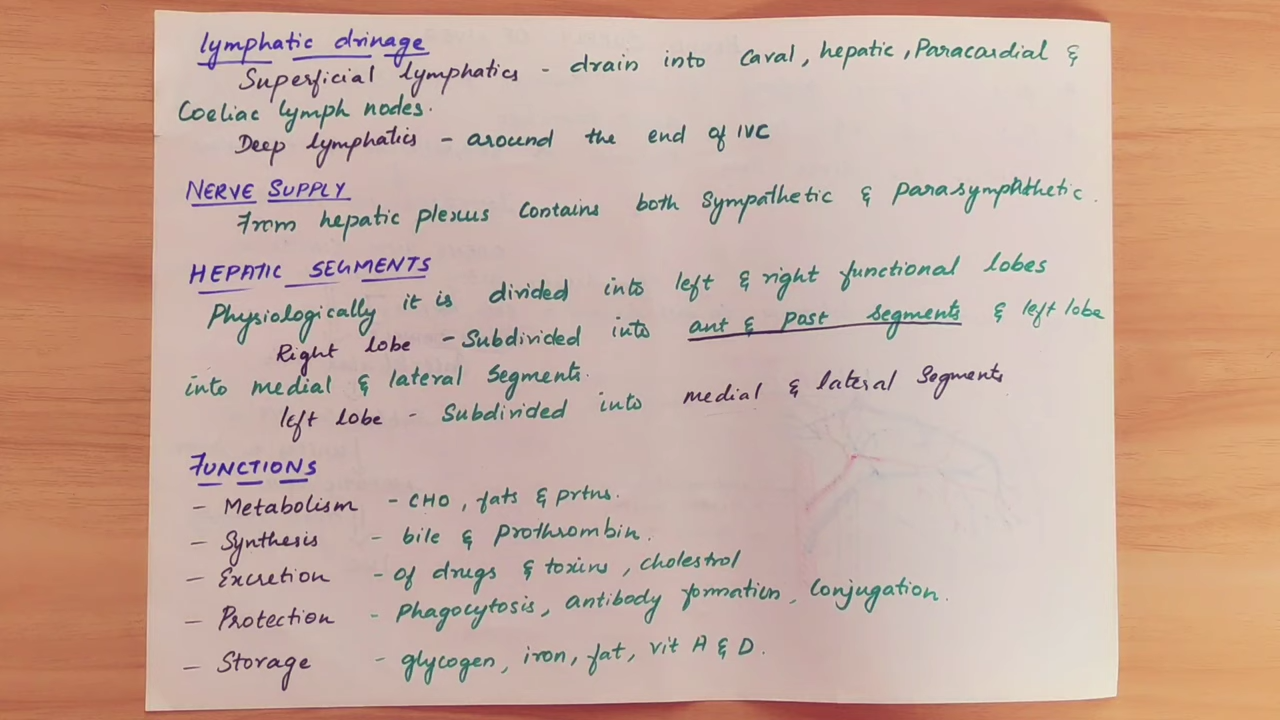 lymphatic drinage
Superficial lymphatics - drain into Caval, hepatic, Paracardial &
Coeliac lymph nodes.
Deep lymphatics - around the end of IVC
NERVE SUPPLY
From hepatic plexus Contains both Sympathetic & parasymphthetic.
HEPATIC SEGMENTS
Physiologically it is divided into left & right functional lobes
Right lobe - Subdivided into ant & post segments & left lobe
into medial & lateral Segments.
left lobe - Subdivided into medial & lateral Segments
FUNCTIONS
- Metabolism - CHO, fats & prtns.
- Synthesis - bile & prothrombin.
- Excretion - of drugs & toxins, cholestrol
- Protection - Phagocytosis, antibody formation, Conjugation.
- Storage - glycogen, iron, fat, vit A & D.